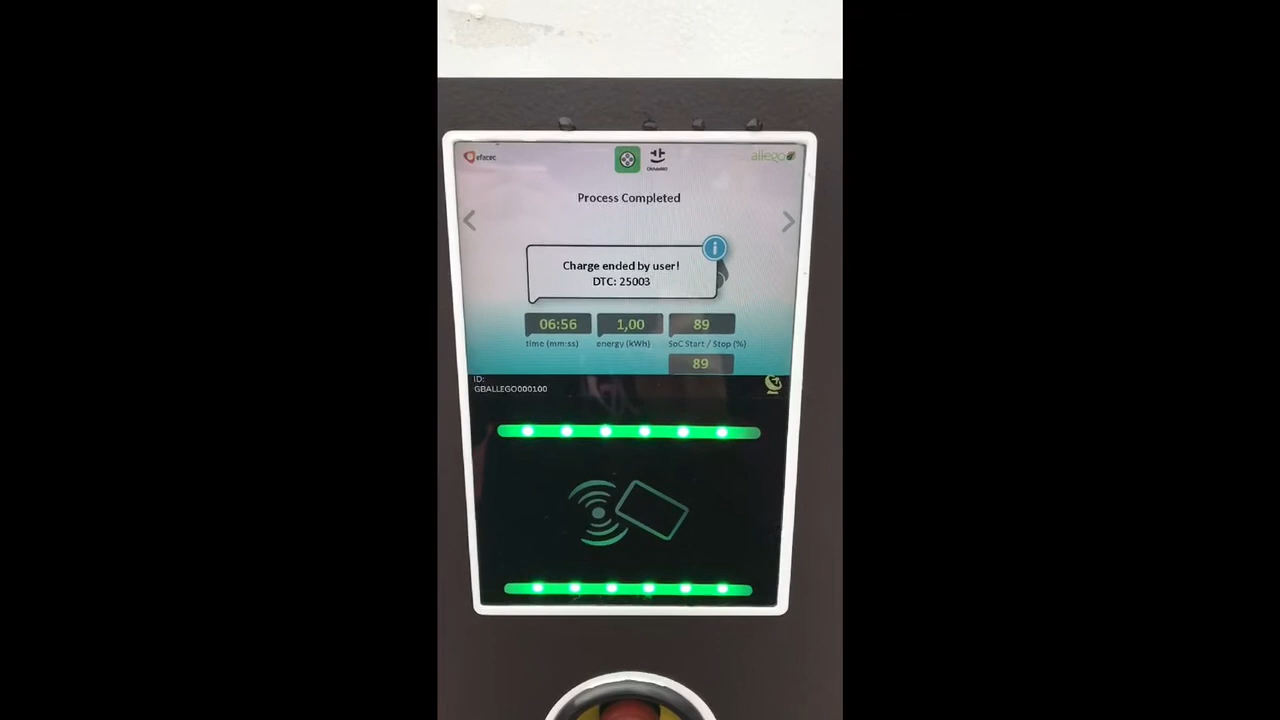 efacec
CHAdeMO
allego
Process Completed
Charge ended by user!
DTC: 25003
06:56
1,00
89
time (mm:ss)
energy (kWh)
SoC Start / Stop (%)
89
ID:
GBALLEGO000100